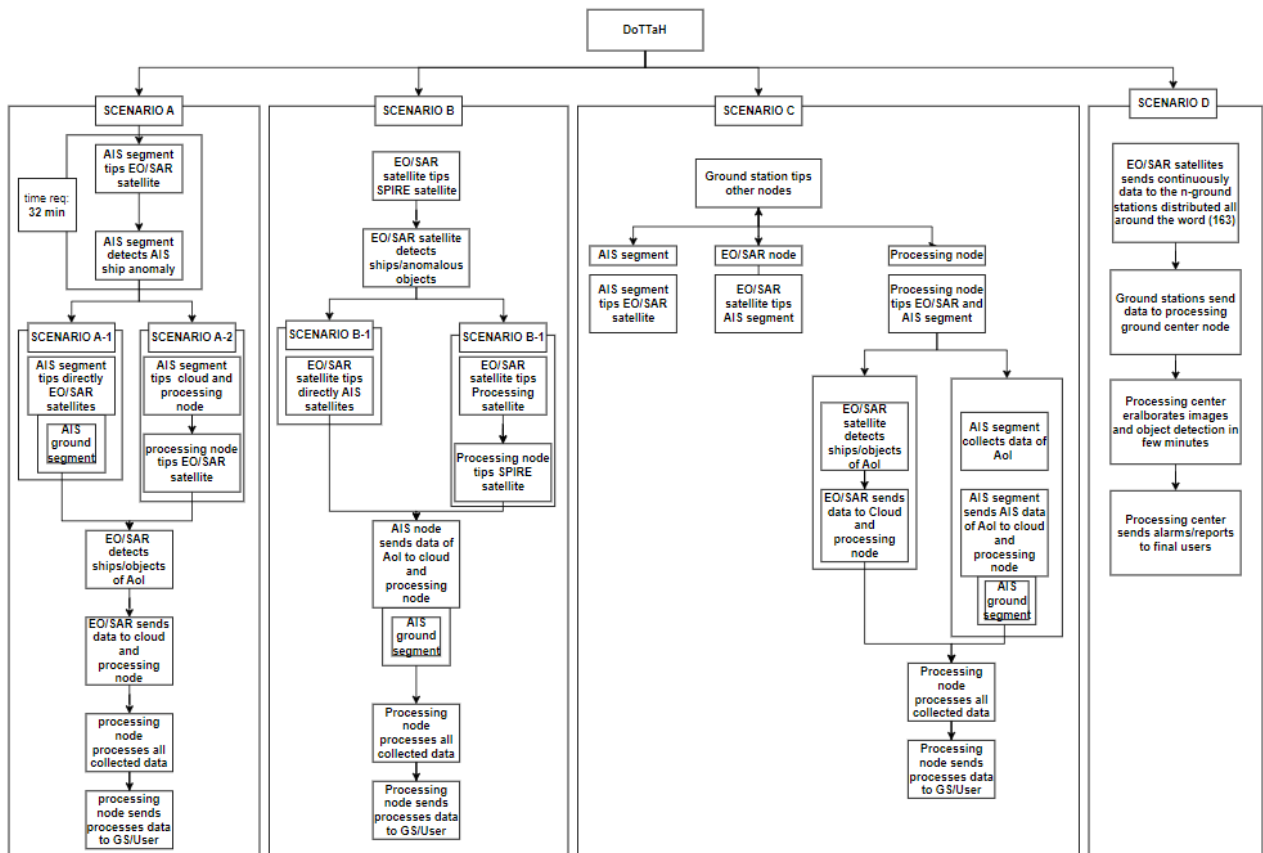 DoTTaH
SCENARIO A
AIS segment
tips EO/SAR
satellite
time req:
32 min
AIS segment
detects AIS
ship anomaly
SCENARIO A-1
AIS segment
tips directly
EO/SAR
satellites
AIS
ground
segment
SCENARIO A-2
AIS segment
tips cloud and
processing
node
processing node
tips EO/SAR
satellite
EO/SAR
detects
ships/objects
of AoI
EO/SAR sends
data to cloud
and
processing
node
processing
node
processes all
collected data
processing
node sends
processes data
to GS/User
SCENARIO B
EO/SAR
satellite tips
SPIRE satellite
EO/SAR satellite
detects
ships/anomalous
objects
SCENARIO B-1
EO/SAR
satellite tips
directly AIS
satellites
SCENARIO B-1
EO/SAR
satellite tips
Processing
satellite
Processing node
tips SPIRE
satellite
AIS node
sends data of
AoI to cloud
and
processing
node
AIS
ground
segment
Processing
node
processes all
collected data
Processing
node sends
processes data
to GS/User
SCENARIO C
Ground station tips
other nodes
AIS segment
AIS segment
tips EO/SAR
satellite
EO/SAR node
EO/SAR
satellite tips
AIS segment
Processing node
Processing node
tips EO/SAR and
AIS segment
EO/SAR
satellite
detects
ships/objects
of AoI
EO/SAR sends
data to Cloud
and
processing
node
AIS segment
collects data of
AoI
AIS segment
sends AIS data
of AoI to cloud
and
processing
node
AIS
ground
segment
Processing
node
processes all
collected data
Processing
node sends
processes data
to GS/User
SCENARIO D
EO/SAR satellites
sends continuously
data to the n-ground
stations distributed all
around the word (163)
Ground stations send
data to processing
ground center node
Processing center
eralborates images
and object detection in
few minutes
Processing center
sends alarms/reports
to final users